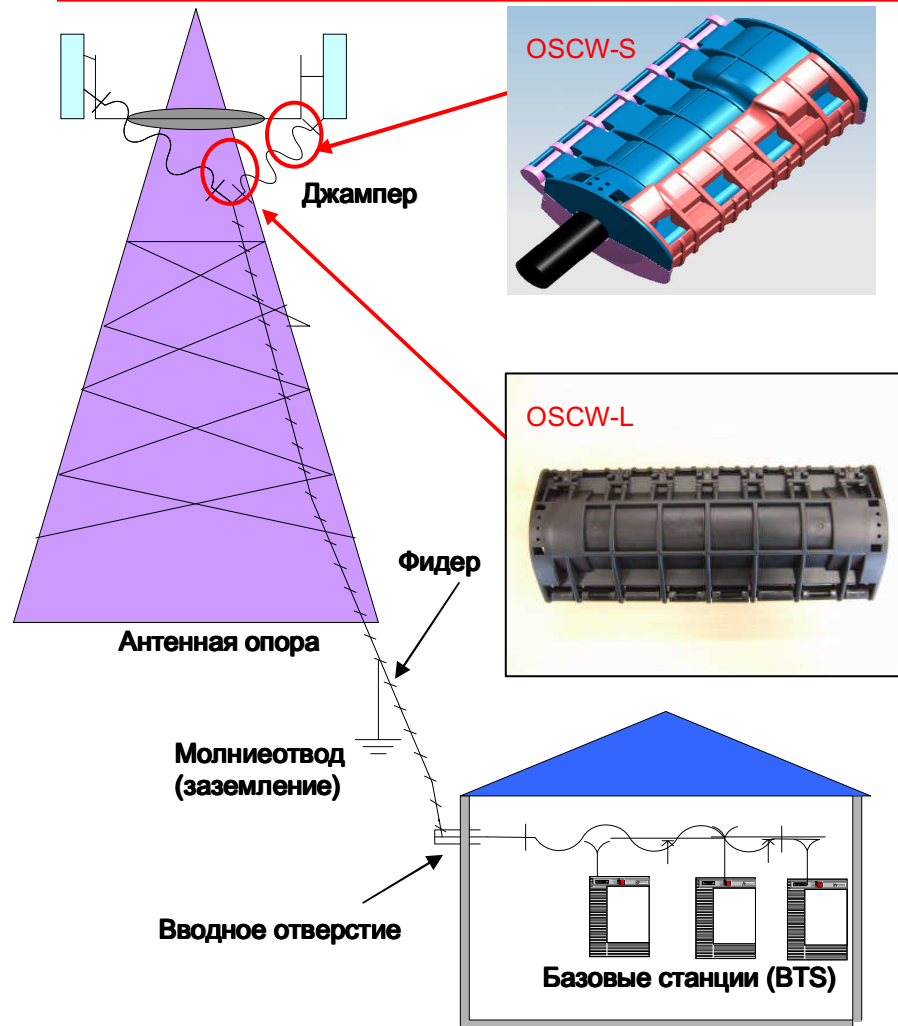 OSCW-S
Джампер
OSCW-L
Фидер
Антенная опора
Молниеотвод
(заземление)
Вводное отверстие
Базовые станции (BTS)